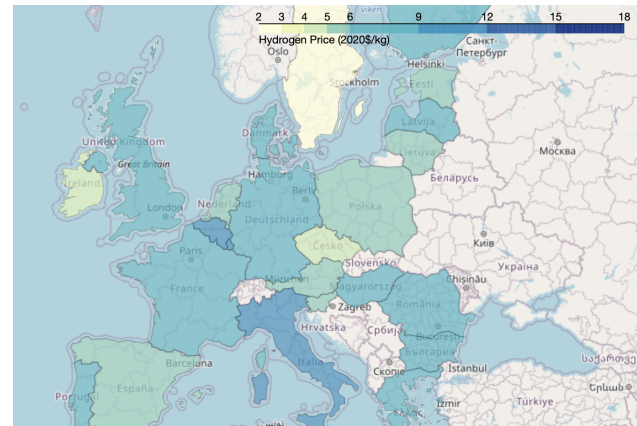 2 3 4 5 6 9 12 15 18
Hydrogen Price (2020$/kg)
Oslo
Stockholm
Helsinki
Санкт-
Петербург
Eesti
Latvija
Lietuva
Москва
Беларусь
Danmark
United Kingdom
Great Britain
Ireland
London
Hamburg
Berlin
Nederland
Deutschland
Polska
Київ
Україна
Paris
Česko
Slovensko
München
Magyarország
Chișinău
France
Zagreb
România
Hrvatska
Србија
București
България
Barcelona
Italia
Скопје
İstanbul
საქართველო
Portugal
España
İzmir
Türkiye